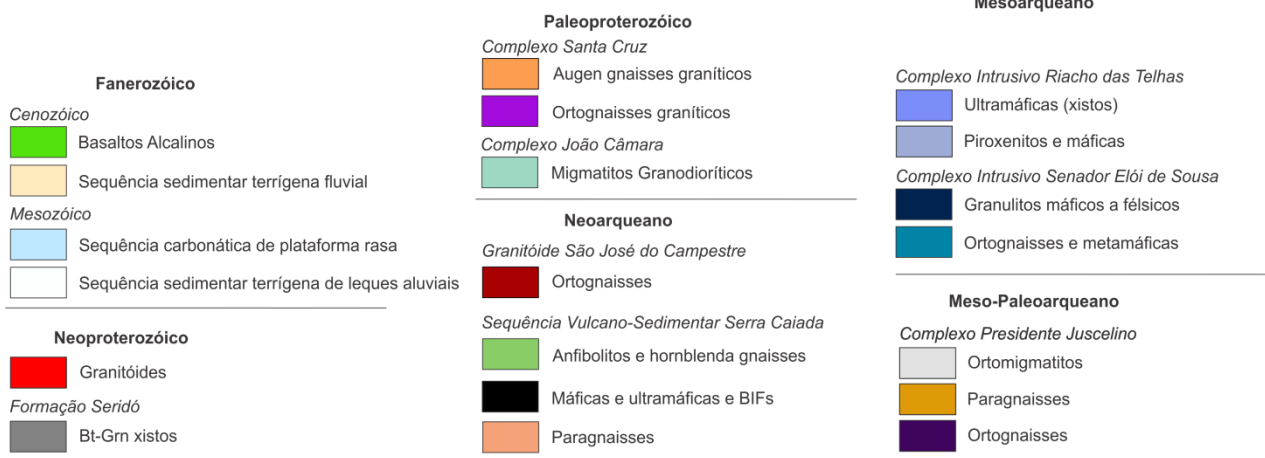 Fanerozóico
Cenozóico
Basaltos Alcalinos
Sequência sedimentar terrígena fluvial
Mesozóico
Sequência carbonática de plataforma rasa
Sequência sedimentar terrígena de leques aluviais
Neoproterozóico
Granitóides
Formação Seridó
Bt-Grn xistos
Paleoproterozóico
Complexo Santa Cruz
Augen gnaisses graníticos
Ortognaisses graníticos
Complexo João Câmara
Migmatitos Granodioríticos
Neoarqueano
Granitóide São José do Campestre
Ortognaisses
Sequência Vulcano-Sedimentar Serra Caiada
Anfibolitos e hornblenda gnaisses
Máficas e ultramáficas e BIFs
Paragnaisses
Mesoarqueano
Complexo Intrusivo Riacho das Telhas
Ultramáficas (xistos)
Piroxenitos e máficas
Complexo Intrusivo Senador Elói de Sousa
Granulitos máficos a félsicos
Ortognaisses e metamáficas
Meso-Paleoarqueano
Complexo Presidente Juscelino
Ortomigmatitos
Paragnaisses
Ortognaisses